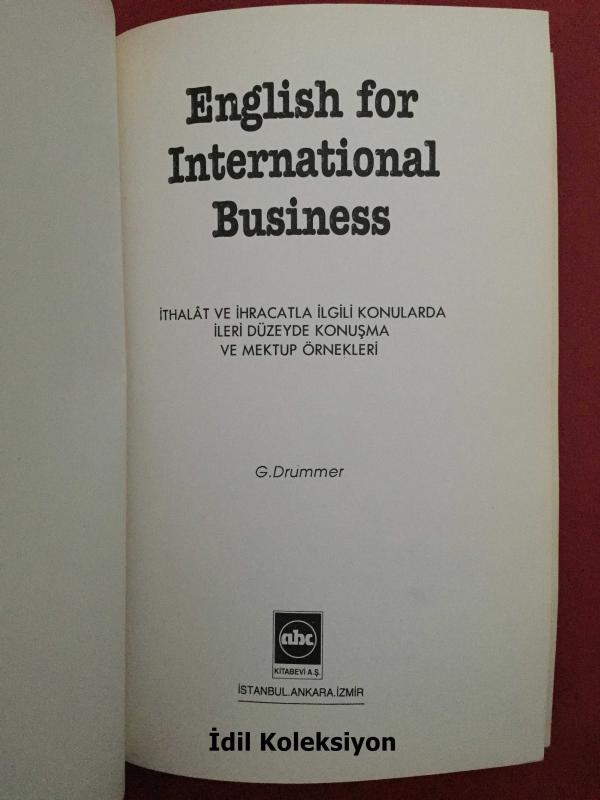 English for
International
Business
İTHALÂT VE İHRACATLA İLGİLİ KONULARDA
İLERİ DÜZEYDE KONUŞMA
VE MEKTUP ÖRNEKLERİ
G.Drummer
abc
KİTABEVİ A.Ş.
İSTANBUL.ANKARA.İZMİR
İdil Koleksiyon